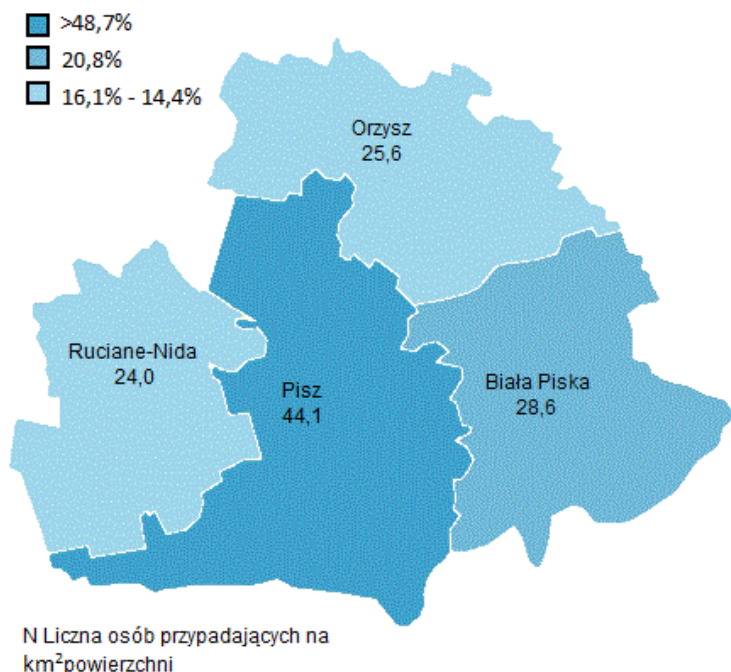 >48,7%
20,8%
16,1% - 14,4%
Orzysz
25,6
Ruciane-Nida
24,0
Pisz
44,1
Biała Piska
28,6
N Liczna osób przypadających na
km²powierzchni